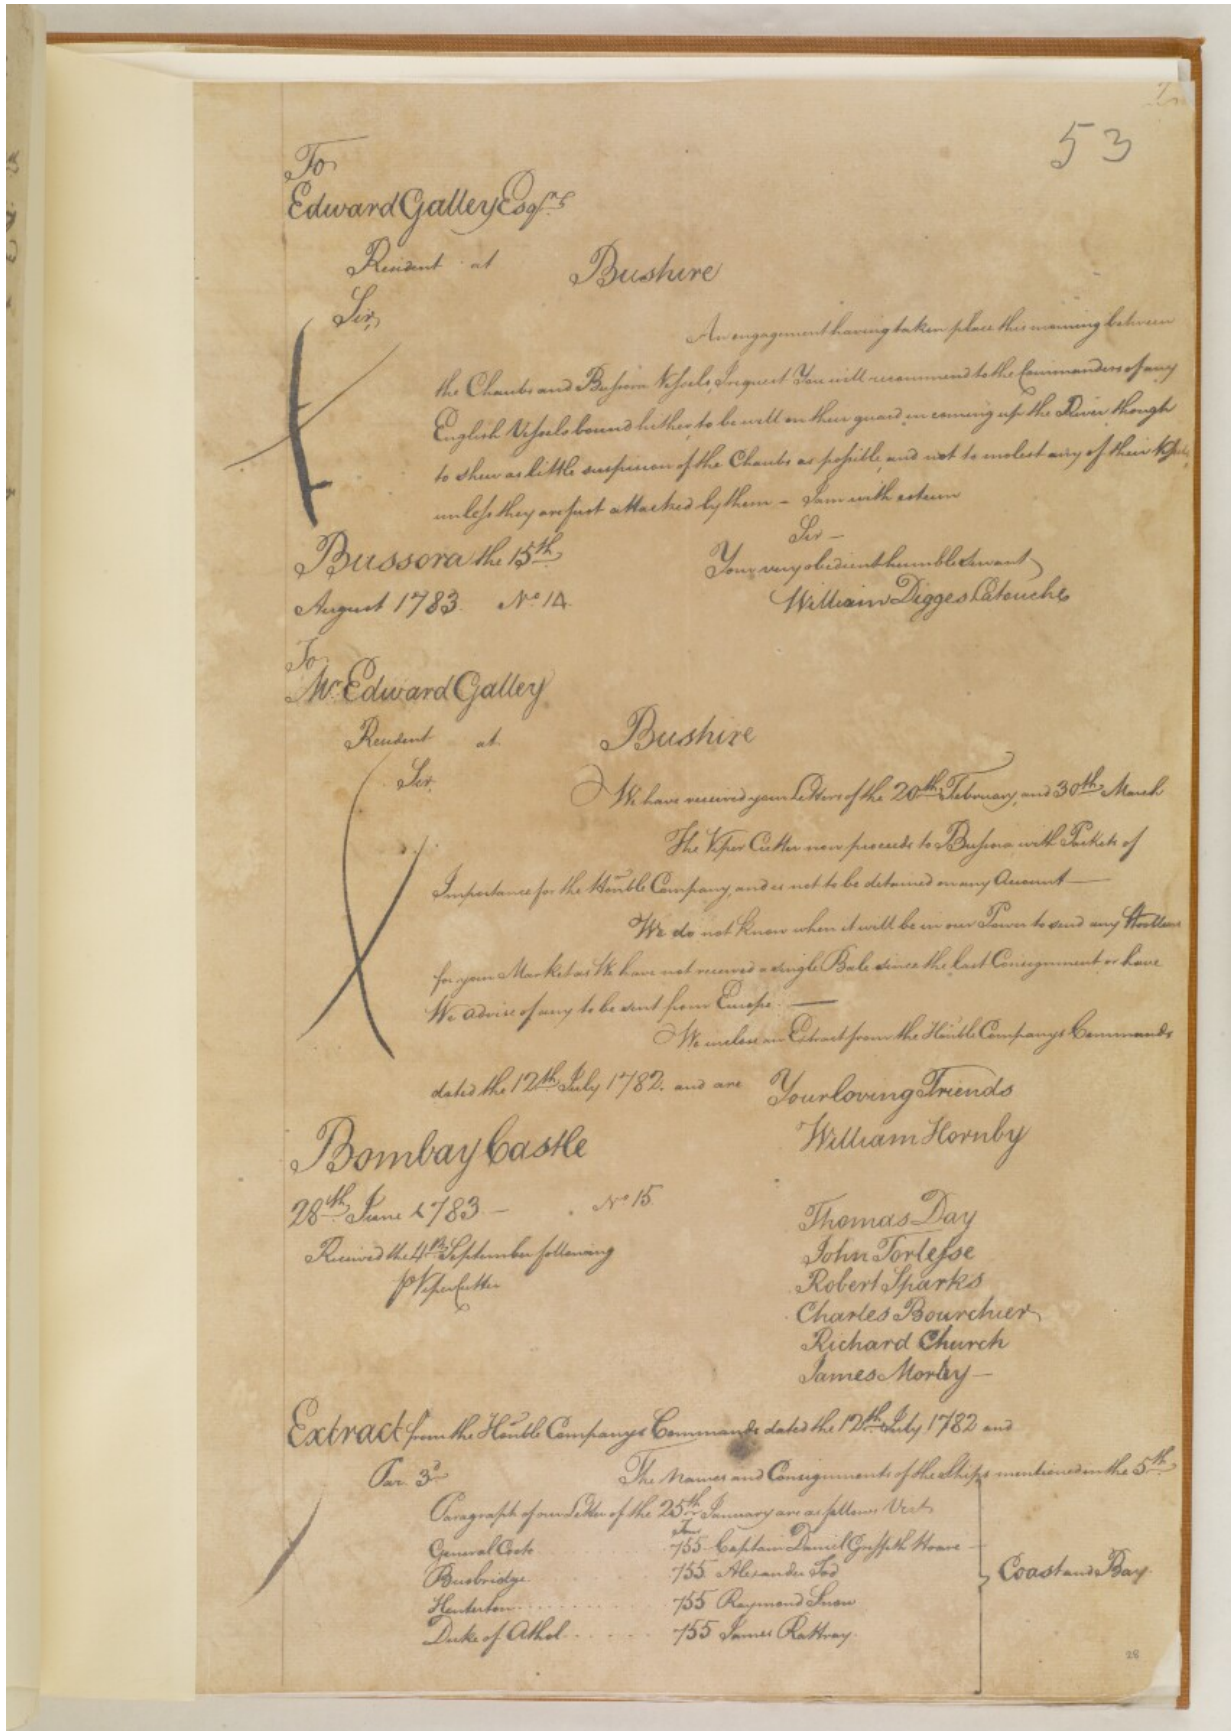 53
To
Edward Galley Esqr.
Resident at Bushire
Sir,
An engagement having taken place this morning between
the Chaubs and Bussora Vessels, I request You will recommend to the Commanders of any
English Vessels bound hither, to be well on their guard in coming up the River, though
to shew as little suspicion of the Chaubs as possible, and not to molest any of their Vessels,
unless they are first attacked by them – I am with esteem
Sir –
Your very obedient humble Servant
Bussora the 15th
August 1783. No. 14.
William Digges Latouche
To
Mr. Edward Galley
Resident at Bushire
Sir,
We have received your Letters of the 20th February, and 30th March
The Viper Cutter now proceeds to Bussora with Packets of
Importance for the Honble Company, and is not to be detained on any Account —
We do not know when it will be in our Power to send any Woollens
for your Market as We have not received a single Bale since the last Consignment or have
We advise of any to be sent from Europe. —
We inclose an Extract from the Honble Companys Commands
dated the 12th July 1782. and are Your loving Friends
Bombay Castle
William Hornby
28th June 1783 – No. 15.
Thomas Day
Received the 4th September following
John Torlesse
P Viper Cutter
Robert Sparks
Charles Bourchier
Richard Church
James Morley –
Extract from the Honble Companys Commands dated the 12th July 1782 and
Par. 3d. The Names and Consignments of the Ships mentioned in the 5th
Paragraph of our Letter of the 25th January are as follows Vizt.
Tons
General Coote 755 Captain Daniel Griffith Hoare
Busbridge 755 Alexander Tod
Coast and Bay
755 Raymond Snow
Duke of Athol 755 James Rattray
28